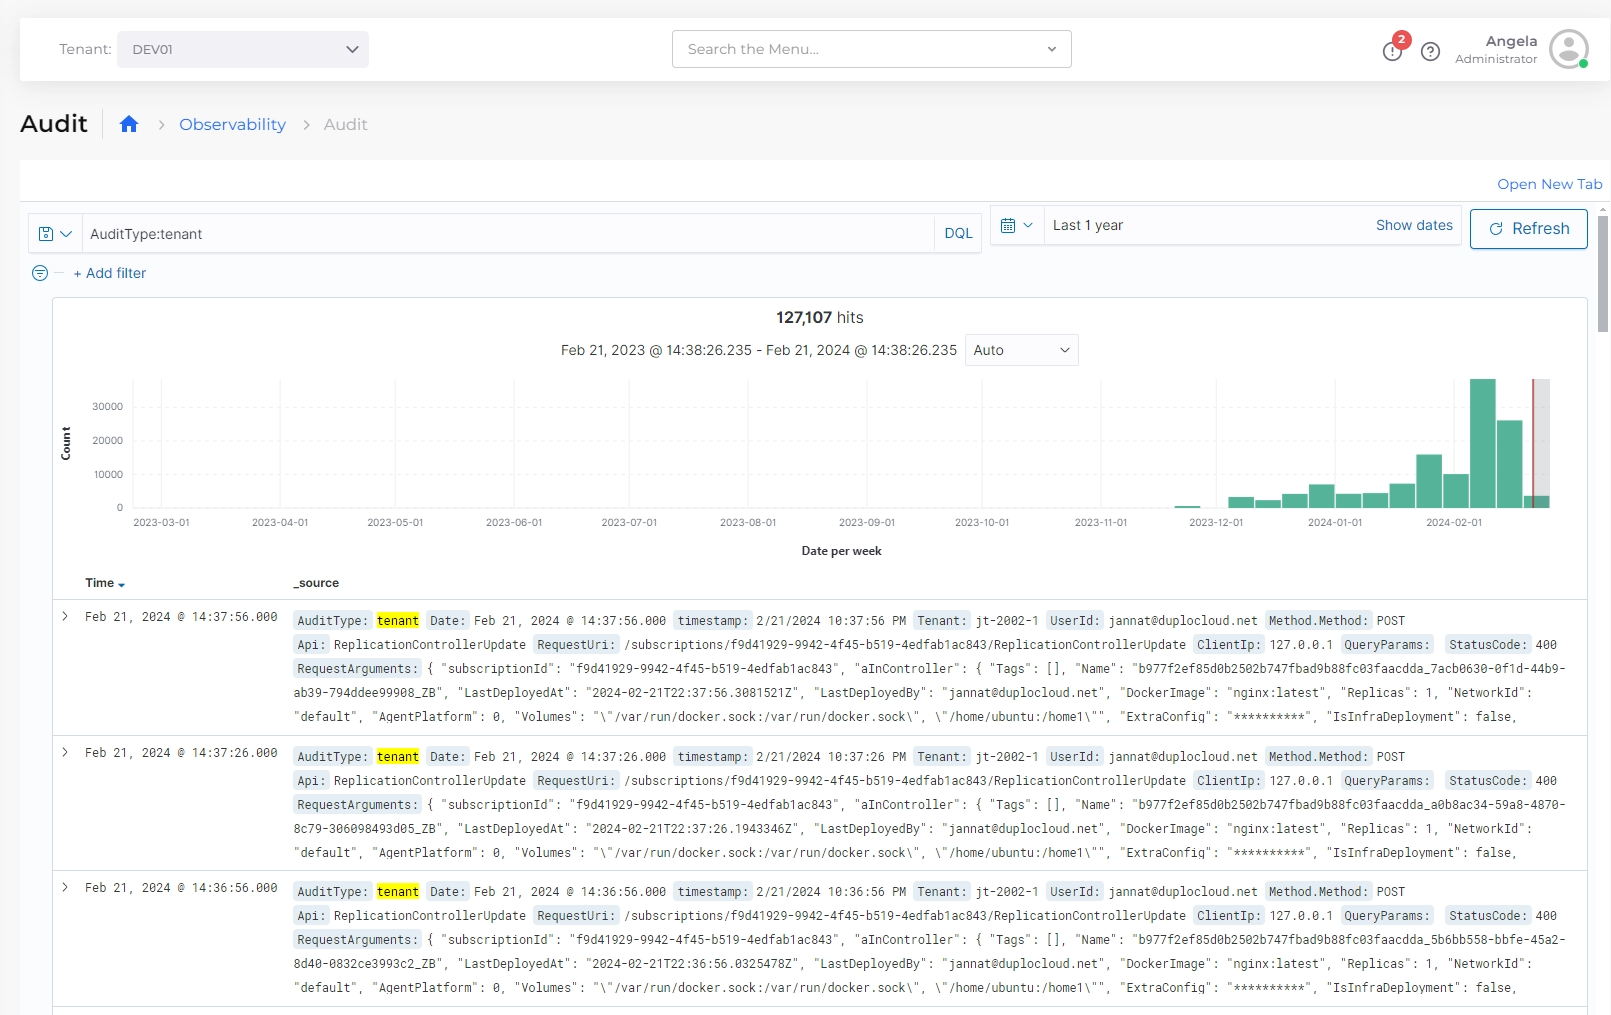 Tenant: DEV01 Search the Menu... 2 Angela
Administrator
Audit Observability Audit
Open New Tab
AuditType:tenant DQL Last 1 year Show dates Refresh
+ Add filter
127,107 hits
Feb 21, 2023 @ 14:38:26.235 - Feb 21, 2024 @ 14:38:26.235 Auto
Count
30000
20000
10000
0
2023-03-01 2023-04-01 2023-05-01 2023-06-01 2023-07-01 2023-08-01 2023-09-01 2023-10-01 2023-11-01 2023-12-01 2024-01-01 2024-02-01
Date per week
Time _source
Feb 21, 2024 @ 14:37:56.000 AuditType: tenant Date: Feb 21, 2024 @ 14:37:56.000 timestamp: 2/21/2024 10:37:56 PM Tenant: jt-2002-1 UserId: jannat@duplocloud.net Method.Method: POST
Api: ReplicationControllerUpdate RequestUri: /subscriptions/f9d41929-9942-4f45-b519-4edfab1ac843/ReplicationControllerUpdate ClientIp: 127.0.0.1 QueryParams: StatusCode: 400
RequestArguments: { "subscriptionId": "f9d41929-9942-4f45-b519-4edfab1ac843", "aInController": { "Tags": [], "Name": "b977f2ef85d0b2502b747fbad9b88fc03faacdda_7acb0630-0f1d-44b9-
ab39-794ddee99908_ZB", "LastDeployedAt": "2024-02-21T22:37:56.3081521Z", "LastDeployedBy": "jannat@duplocloud.net", "DockerImage": "nginx:latest", "Replicas": 1, "NetworkId":
"default", "AgentPlatform": 0, "Volumes": "\"/var/run/docker.sock:/var/run/docker.sock\", \"/home/ubuntu:/home1\"", "ExtraConfig": "**********", "IsInfraDeployment": false,
Feb 21, 2024 @ 14:37:26.000 AuditType: tenant Date: Feb 21, 2024 @ 14:37:26.000 timestamp: 2/21/2024 10:37:26 PM Tenant: jt-2002-1 UserId: jannat@duplocloud.net Method.Method: POST
Api: ReplicationControllerUpdate RequestUri: /subscriptions/f9d41929-9942-4f45-b519-4edfab1ac843/ReplicationControllerUpdate ClientIp: 127.0.0.1 QueryParams: StatusCode: 400
RequestArguments: { "subscriptionId": "f9d41929-9942-4f45-b519-4edfab1ac843", "aInController": { "Tags": [], "Name": "b977f2ef85d0b2502b747fbad9b88fc03faacdda_a0b8ac34-59a8-4870-
8c79-306098493d05_ZB", "LastDeployedAt": "2024-02-21T22:37:26.1943346Z", "LastDeployedBy": "jannat@duplocloud.net", "DockerImage": "nginx:latest", "Replicas": 1, "NetworkId":
"default", "AgentPlatform": 0, "Volumes": "\"/var/run/docker.sock:/var/run/docker.sock\", \"/home/ubuntu:/home1\"", "ExtraConfig": "**********", "IsInfraDeployment": false,
Feb 21, 2024 @ 14:36:56.000 AuditType: tenant Date: Feb 21, 2024 @ 14:36:56.000 timestamp: 2/21/2024 10:36:56 PM Tenant: jt-2002-1 UserId: jannat@duplocloud.net Method.Method: POST
Api: ReplicationControllerUpdate RequestUri: /subscriptions/f9d41929-9942-4f45-b519-4edfab1ac843/ReplicationControllerUpdate ClientIp: 127.0.0.1 QueryParams: StatusCode: 400
RequestArguments: { "subscriptionId": "f9d41929-9942-4f45-b519-4edfab1ac843", "aInController": { "Tags": [], "Name": "b977f2ef85d0b2502b747fbad9b88fc03faacdda_5b6bb558-bbfe-45a2-
8d40-0832ce3993c2_ZB", "LastDeployedAt": "2024-02-21T22:36:56.0325478Z", "LastDeployedBy": "jannat@duplocloud.net", "DockerImage": "nginx:latest", "Replicas": 1, "NetworkId":
"default", "AgentPlatform": 0, "Volumes": "\"/var/run/docker.sock:/var/run/docker.sock\", \"/home/ubuntu:/home1\"", "ExtraConfig": "**********", "IsInfraDeployment": false,